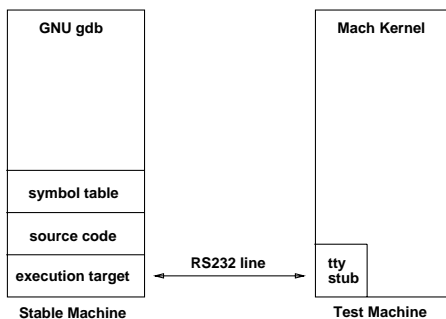 GNU gdb
symbol table
source code
execution target
Stable Machine
RS232 line
Mach Kernel
tty
stub
Test Machine